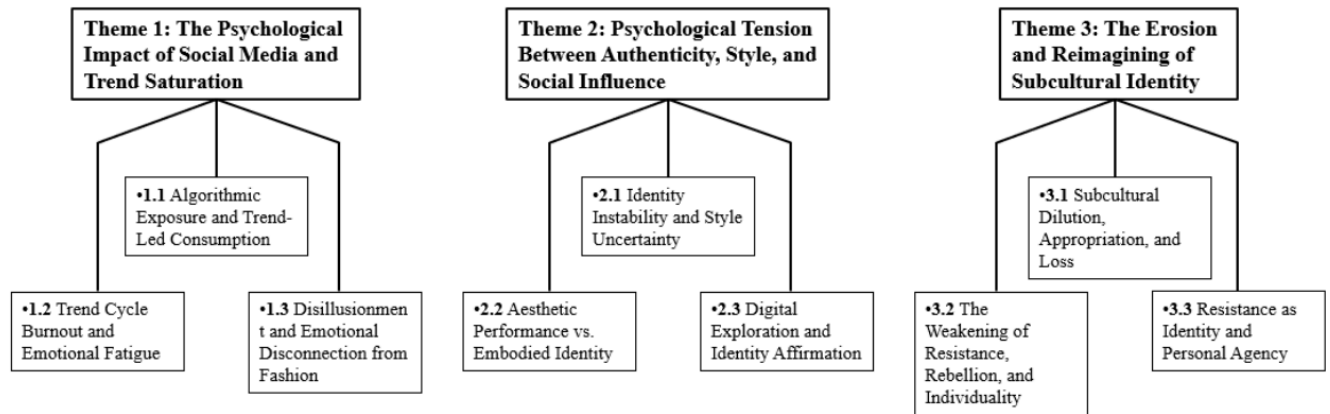 Theme 1: The Psychological
Impact of Social Media and
Trend Saturation
•1.1 Algorithmic
Exposure and Trend-
Led Consumption
•1.2 Trend Cycle
Burnout and
Emotional Fatigue
•1.3 Disillusionmen
t and Emotional
Disconnection from
Fashion
Theme 2: Psychological Tension
Between Authenticity, Style, and
Social Influence
•2.1 Identity
Instability and Style
Uncertainty
•2.2 Aesthetic
Performance vs.
Embodied Identity
•2.3 Digital
Exploration and
Identity Affirmation
Theme 3: The Erosion
and Reimagining of
Subcultural Identity
•3.1 Subcultural
Dilution,
Appropriation, and
Loss
•3.2 The
Weakening of
Resistance,
Rebellion, and
Individuality
•3.3 Resistance as
Identity and
Personal Agency